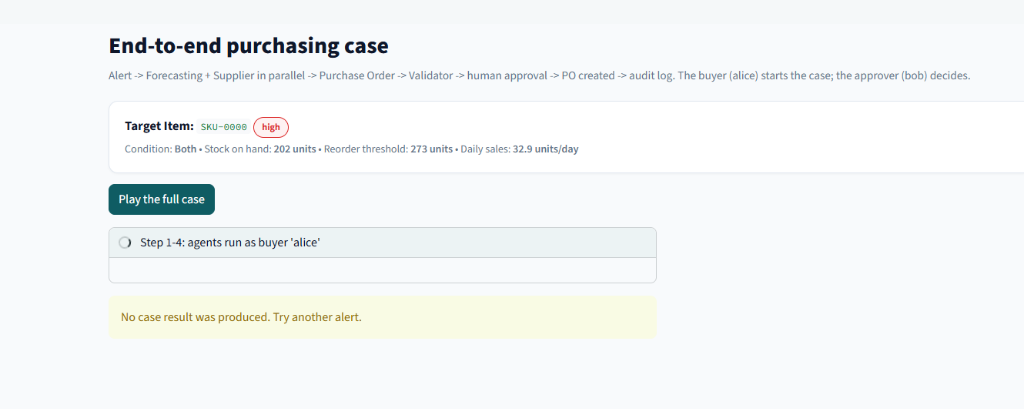 End-to-end purchasing case
Alert -> Forecasting + Supplier in parallel -> Purchase Order -> Validator -> human approval -> PO created -> audit log. The buyer (alice) starts the case; the approver (bob) decides.
Target Item: SKU-0000 high
Condition: Both • Stock on hand: 202 units • Reorder threshold: 273 units • Daily sales: 32.9 units/day
Play the full case
Step 1-4: agents run as buyer 'alice'
No case result was produced. Try another alert.